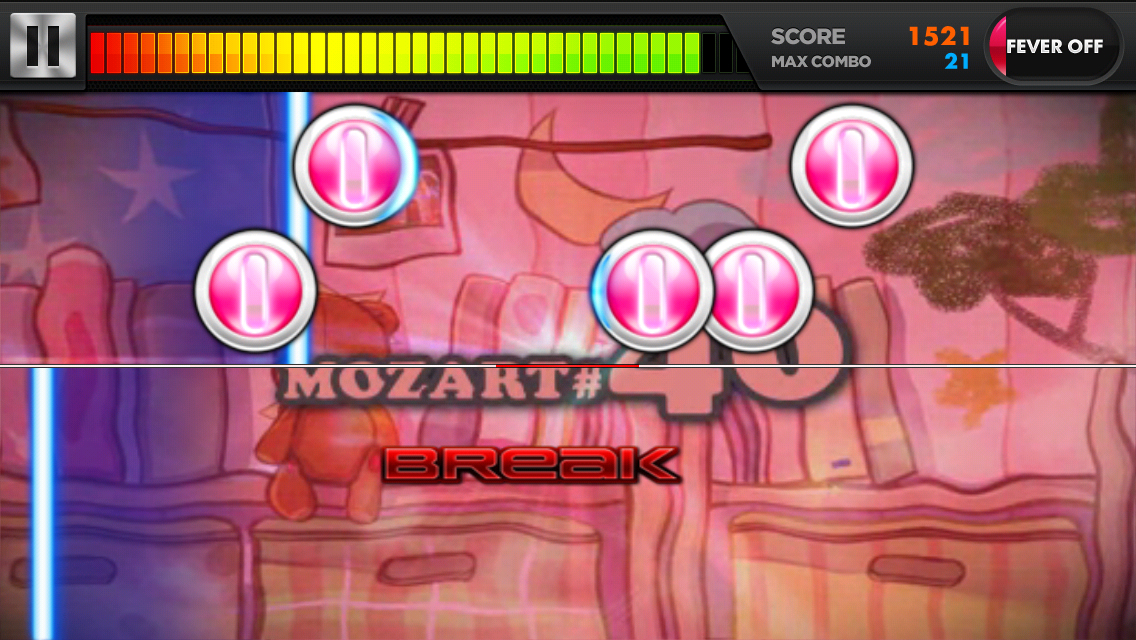 SCORE 1521
MAX COMBO 21
FEVER OFF
MOZART# 40
BREAK